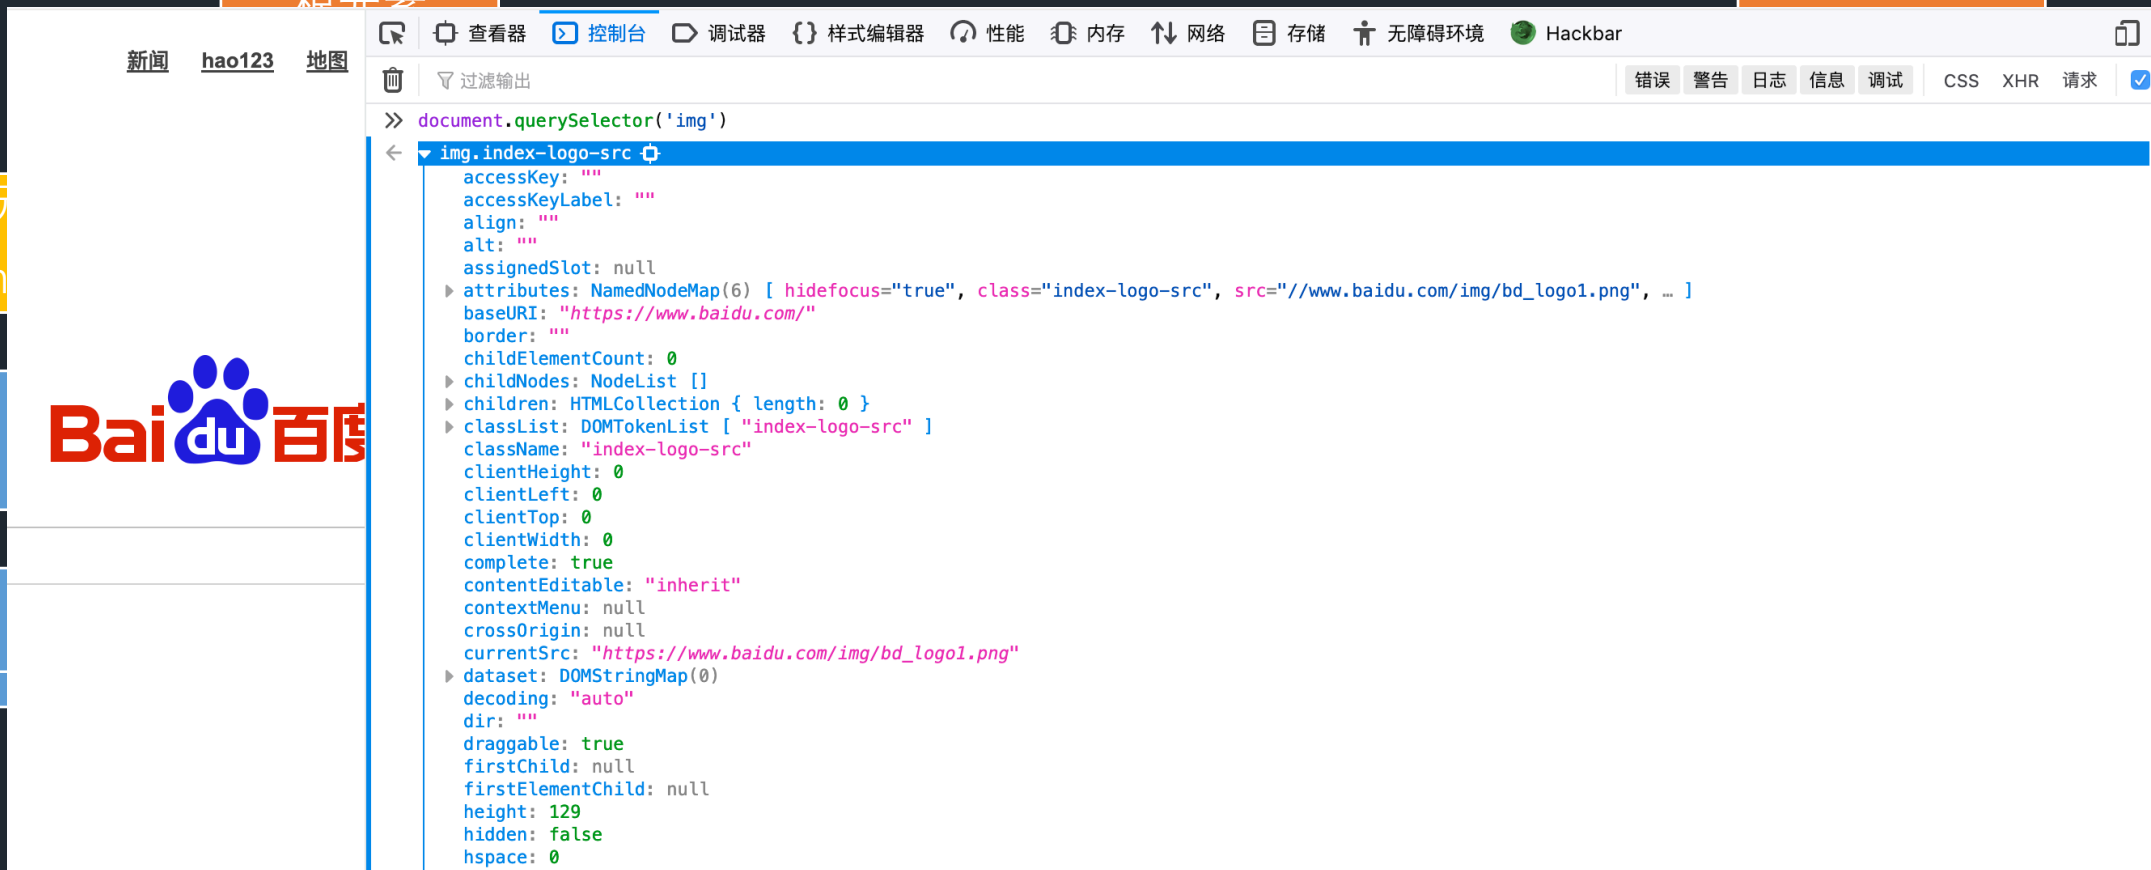 新闻 hao123 地图
Bai du 百度
查看器 控制台 调试器 {} 样式编辑器 性能 内存 网络 存储 无障碍环境 Hackbar
过滤输出 错误 警告 日志 信息 调试 CSS XHR 请求
document.querySelector('img')
img.index-logo-src
accessKey: ""
accessKeyLabel: ""
align: ""
alt: ""
assignedSlot: null
attributes: NamedNodeMap(6) [ hidefocus="true", class="index-logo-src", src="//www.baidu.com/img/bd_logo1.png", … ]
baseURI: "https://www.baidu.com/"
border: ""
childElementCount: 0
childNodes: NodeList []
children: HTMLCollection { length: 0 }
classList: DOMTokenList [ "index-logo-src" ]
className: "index-logo-src"
clientHeight: 0
clientLeft: 0
clientTop: 0
clientWidth: 0
complete: true
contentEditable: "inherit"
contextMenu: null
crossOrigin: null
currentSrc: "https://www.baidu.com/img/bd_logo1.png"
dataset: DOMStringMap(0)
decoding: "auto"
dir: ""
draggable: true
firstChild: null
firstElementChild: null
height: 129
hidden: false
hspace: 0